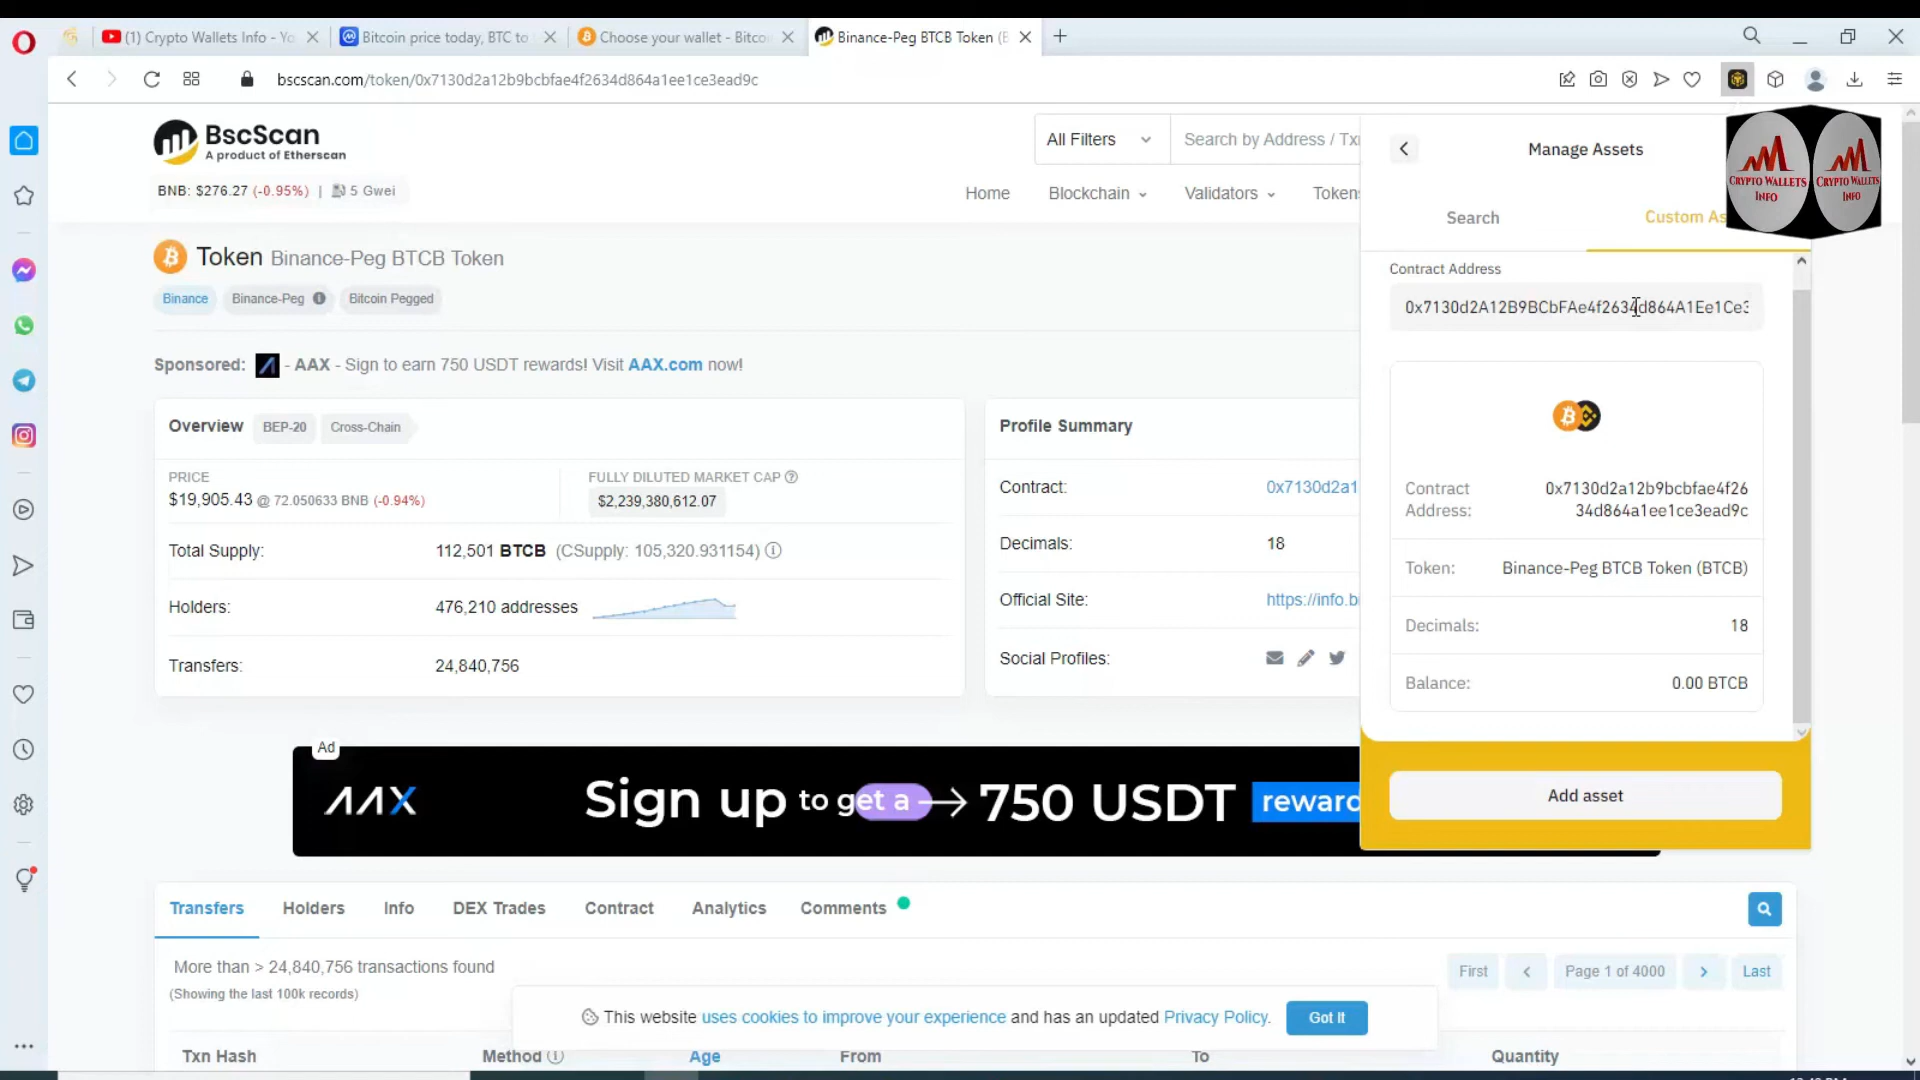 (1) Crypto Wallets Info - Yo
Bitcoin price today, BTC to
Choose your wallet - Bitcoi
Binance-Peg BTCB Token (B
bscscan.com/token/0x7130d2a12b9bcbfae4f2634d864a1ee1ce3ead9c
BscScan
A product of Etherscan
All Filters
Search by Address / Tx
BNB: $276.27 (-0.95%) | 5 Gwei
Home Blockchain Validators Token
Token Binance-Peg BTCB Token
Binance Binance-Peg Bitcoin Pegged
Sponsored: - AAX - Sign to earn 750 USDT rewards! Visit AAX.com now!
Overview BEP-20 Cross-Chain
PRICE
$19,905.43 @ 72.050633 BNB (-0.94%)
FULLY DILUTED MARKET CAP
$2,239,380,612.07
Total Supply: 112,501 BTCB (CSupply: 105,320.931154)
Holders: 476,210 addresses
Transfers: 24,840,756
Profile Summary
Contract: 0x7130d2a1
Decimals: 18
Official Site: https://info.bi
Social Profiles:
Manage Assets
Search
Custom As
CRYPTO WALLETS
INFO
CRYPTO WALLETS
INFO
Contract Address
0x7130d2A12B9BCbFAe4f2634d864A1Ee1Ce3
Contract Address: 0x7130d2a12b9bcbfae4f26
34d864a1ee1ce3ead9c
Token: Binance-Peg BTCB Token (BTCB)
Decimals: 18
Balance: 0.00 BTCB
Add asset
Ad
AAX
Sign up to get a 750 USDT reward
Transfers Holders Info DEX Trades Contract Analytics Comments
More than > 24,840,756 transactions found
(Showing the last 100k records)
First Page 1 of 4000 Last
This website uses cookies to improve your experience and has an updated Privacy Policy.
Got It
Txn Hash Method Age From To Quantity